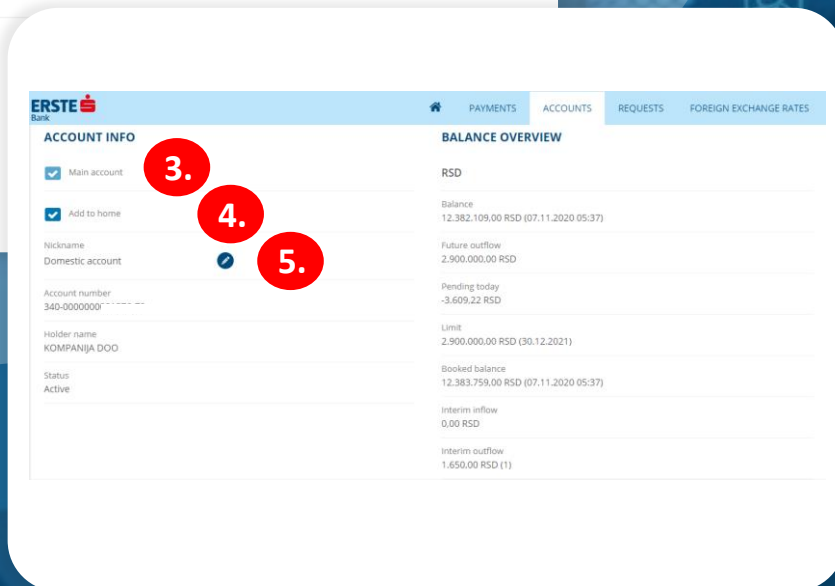 ERSTE
Bank
PAYMENTS ACCOUNTS REQUESTS FOREIGN EXCHANGE RATES
ACCOUNT INFO
Main account
3.
Add to home
4.
Nickname
Domestic account
5.
Account number
340-0000000
Holder name
KOMPANIJA DOO
Status
Active
BALANCE OVERVIEW
RSD
Balance
12.382.109,00 RSD (07.11.2020 05:37)
Future outflow
2.900.000,00 RSD
Pending today
-3.609,22 RSD
Limit
2.900.000,00 RSD (30.12.2021)
Booked balance
12.383.759,00 RSD (07.11.2020 05:37)
Interim inflow
0,00 RSD
Interim outflow
1.650,00 RSD (1)